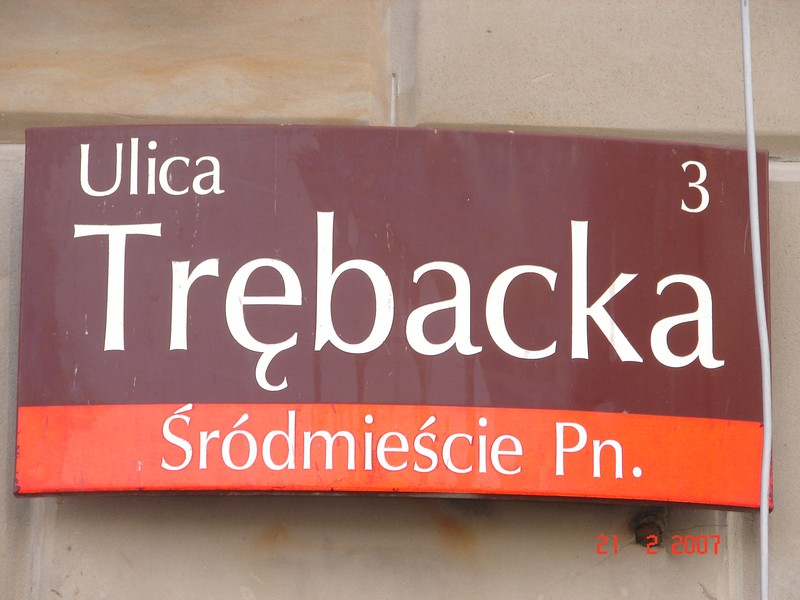 Ulica 3
Trębacka
Śródmieście Pn.
21 2 2007